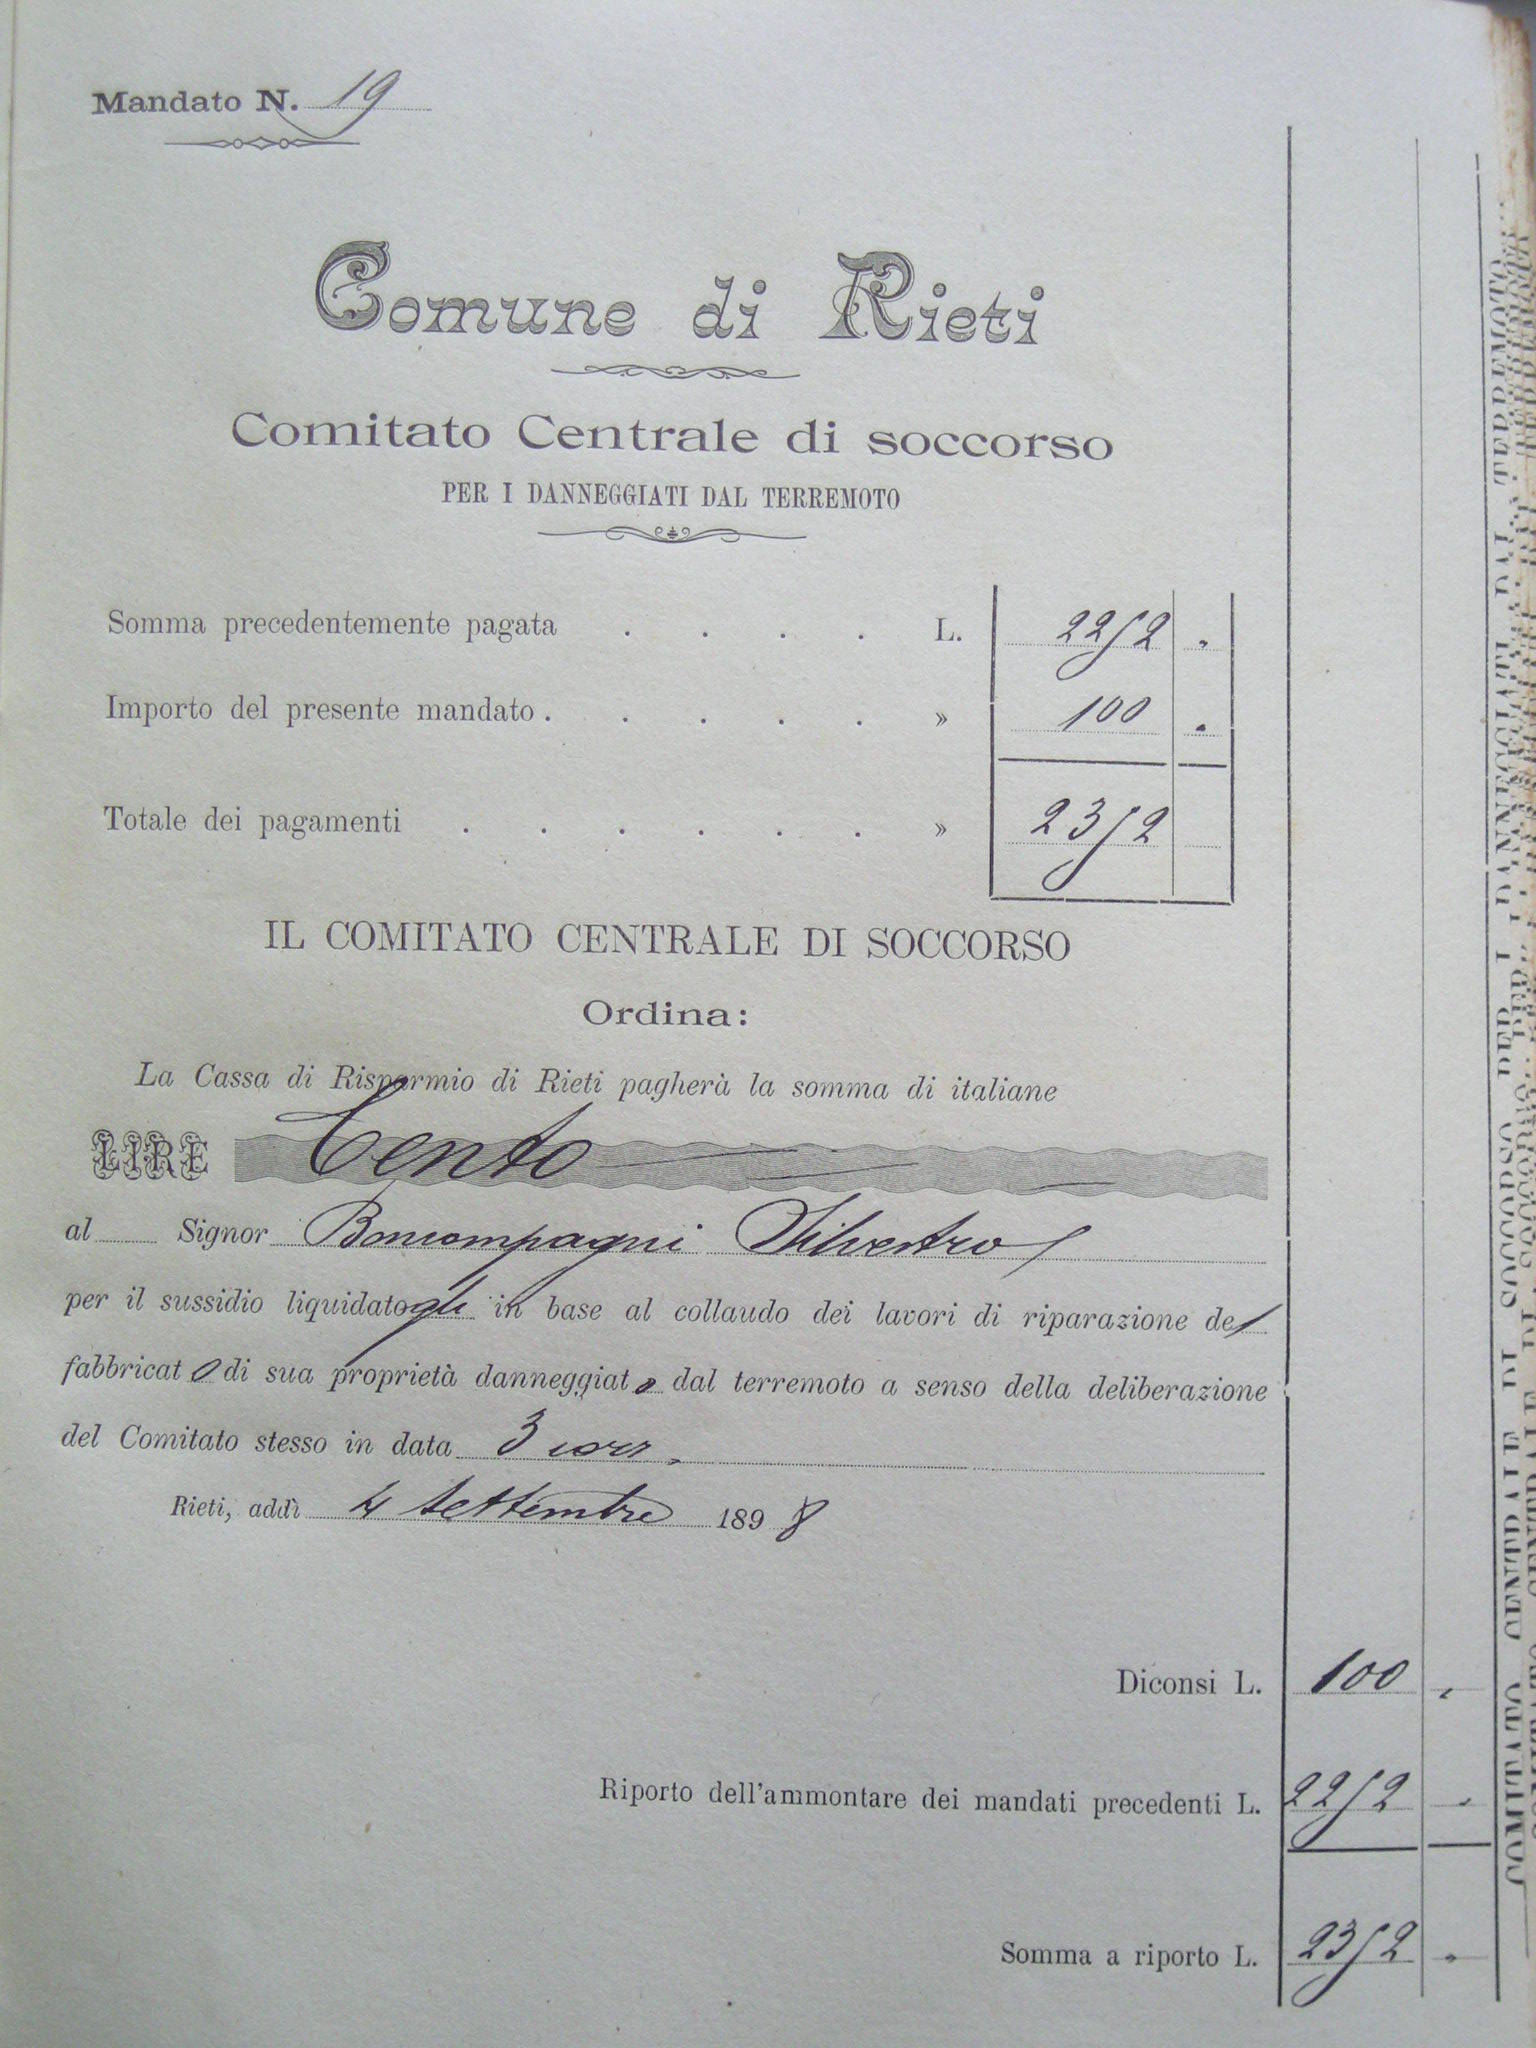 Mandato N. 19
Comune di Rieti
Comitato Centrale di soccorso
PER I DANNEGGIATI DAL TERREMOTO
Somma precedentemente pagata . . . . L. 2252 "
Importo del presente mandato . . . . . » 100 "
Totale dei pagamenti . . . . . . » 2352
IL COMITATO CENTRALE DI SOCCORSO
Ordina:
La Cassa di Risparmio di Rieti pagherà la somma di italiane
LIRE Cento
al Signor Boncompagni Silvestro
per il sussidio liquidatogli in base al collaudo dei lavori di riparazione del
fabbricato di sua proprietà danneggiato dal terremoto a senso della deliberazione
del Comitato stesso in data 3 corr.
Rieti, addì 4 Settembre 1898
Diconsi L. 100 "
Riporto dell'ammontare dei mandati precedenti L. 2252 "
Somma a riporto L. 2352 "